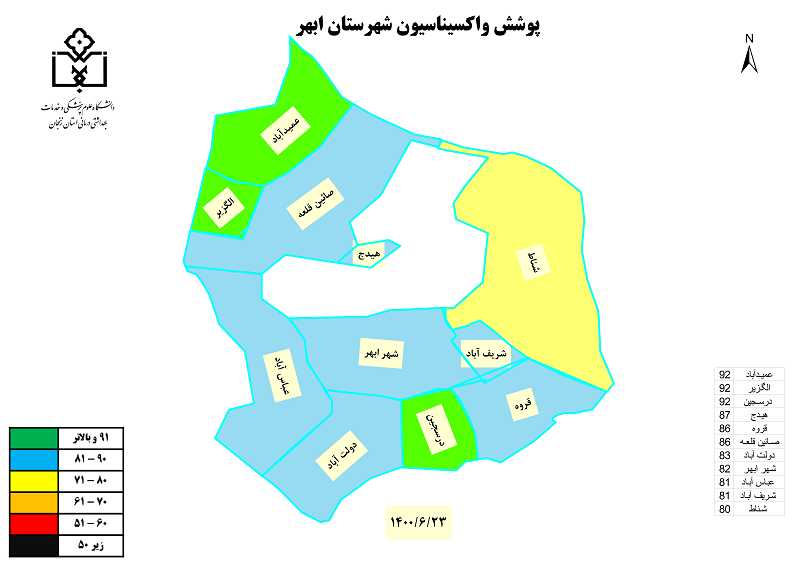 پوشش واکسیناسیون شهرستان ابهر
N
دانشگاه علوم پزشکی و خدمات
بهداشتی درمانی استان زنجان
عمیدآباد
الگزیر
صائین قلعه
هیدج
شناط
شهر ابهر
شریف آباد
عباس آباد
قروه
درسجین
دولت آباد
عمیدآباد 92
الگزیر 92
درسجین 92
هیدج 87
قروه 86
صائین قلعه 86
دولت آباد 83
شهر ابهر 82
عباس آباد 81
شریف آباد 81
شناط 80
۹۱ و بالاتر
۸۱ – ۹۰
۷۱ – ۸۰
۶۱ – ۷۰
۵۱ – ۶۰
زیر ۵۰
۱۴۰۰/۶/۲۳